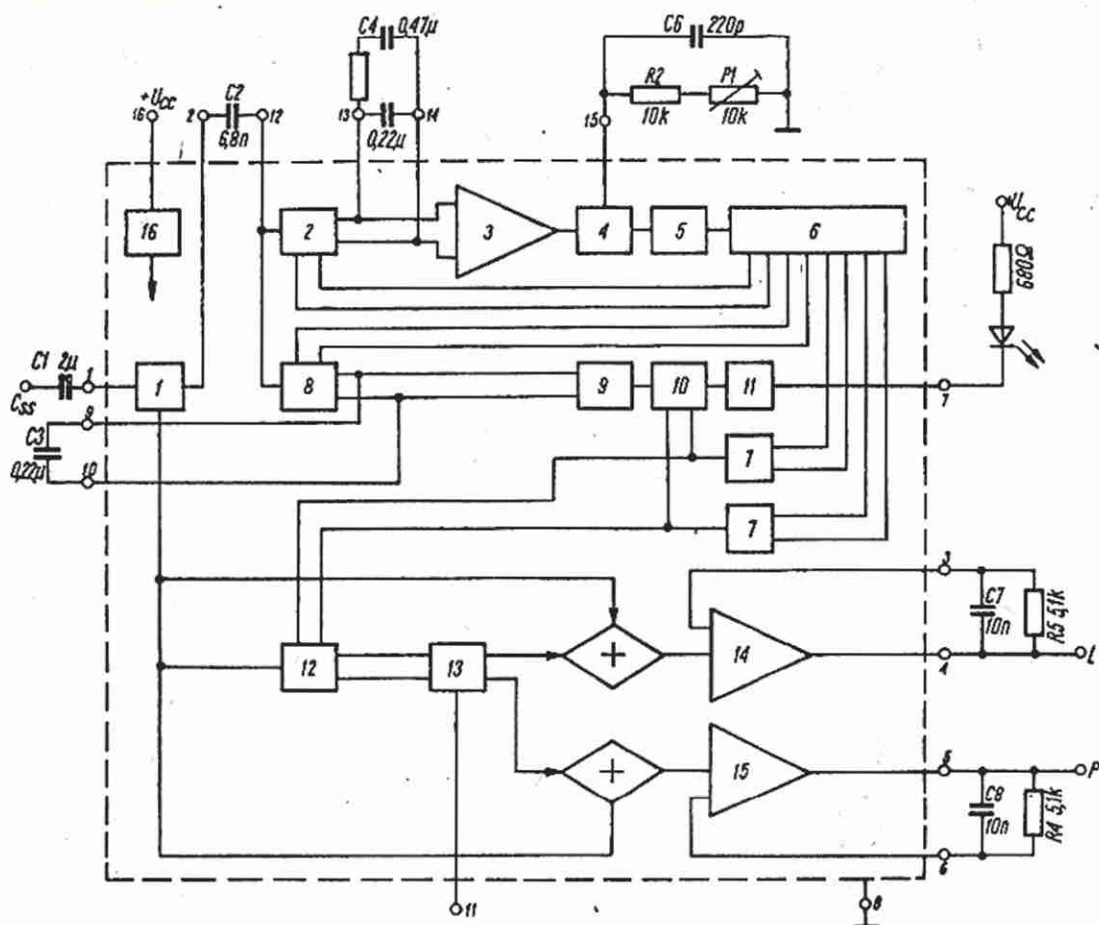 C4 0,47μ
C6 220p
R2 P1
10k 10k
+Ucc C2
16 2 12 13 14 15
6,8n 0,22μ
Ucc
16 2 3 4 5 6
680Ω
C1 2μ 1
Css
1 8 9 10 11
7
9
C3
0,22μ 10
7
7
3
C7
10n
R5 5,1k
12 13 + 14
4 L
+ 15
5 P
C8
10n
R4 5,1k
6
11
8